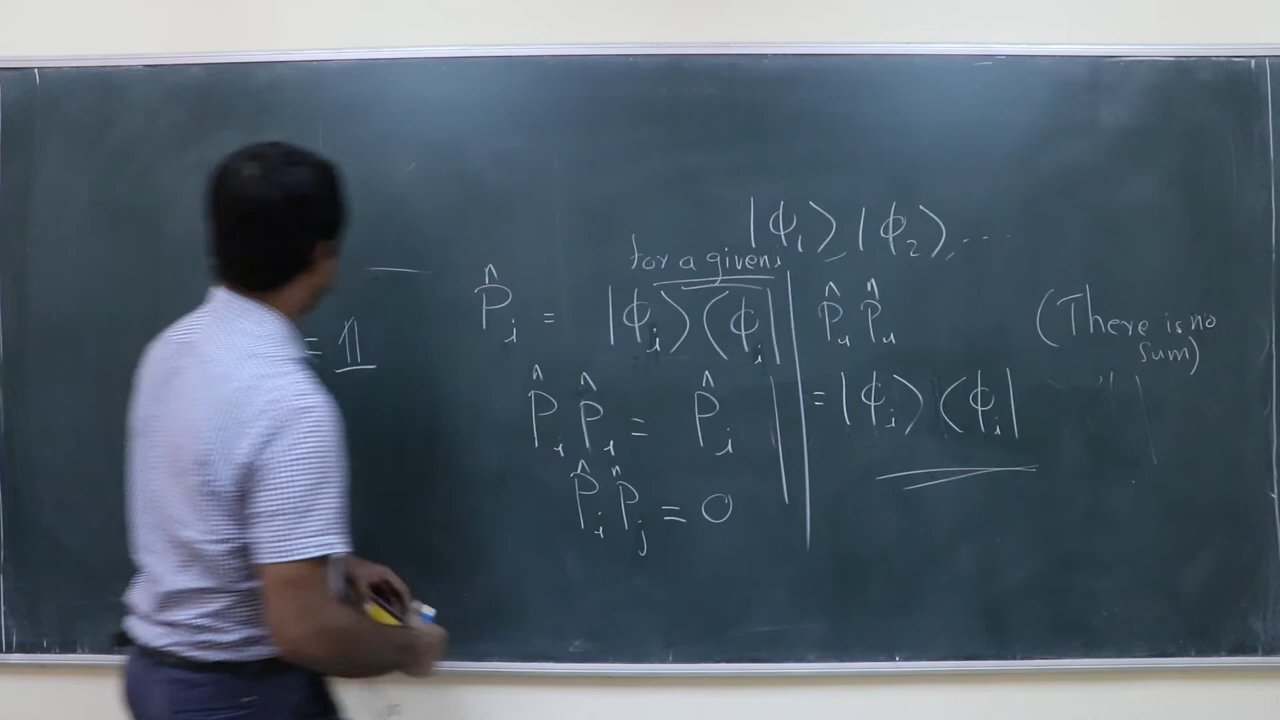 |ϕ₁⟩, |ϕ₂⟩, ...
for a given i
P̂ᵢ = |ϕᵢ⟩⟨ϕᵢ|
= 𝟙
P̂ᵢ P̂ᵢ = P̂ᵢ
P̂ᵢ P̂ⱼ = 0
P̂ᵢ P̂ᵢ
= |ϕᵢ⟩⟨ϕᵢ|
(There is no
sum)